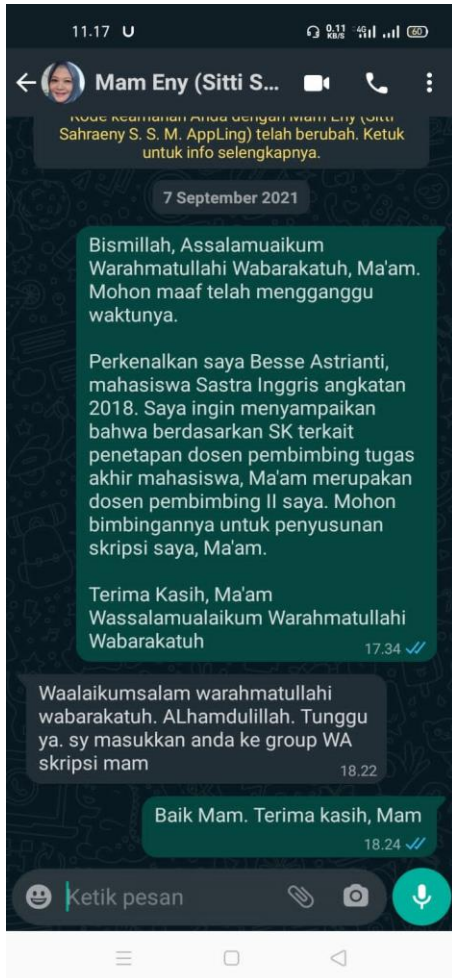 11.17 U
0.11 KB/S 4G 60
Mam Eny (Sitti S...
Kode keamanan Anda dengan Mam Eny (Sitti
Sahraeny S. S. M. AppLing) telah berubah. Ketuk
untuk info selengkapnya.
7 September 2021
Bismillah, Assalamuaikum
Warahmatullahi Wabarakatuh, Ma'am.
Mohon maaf telah mengganggu
waktunya.
Perkenalkan saya Besse Astrianti,
mahasiswa Sastra Inggris angkatan
2018. Saya ingin menyampaikan
bahwa berdasarkan SK terkait
penetapan dosen pembimbing tugas
akhir mahasiswa, Ma'am merupakan
dosen pembimbing II saya. Mohon
bimbingannya untuk penyusunan
skripsi saya, Ma'am.
Terima Kasih, Ma'am
Wassalamualaikum Warahmatullahi
Wabarakatuh
17.34
Waalaikumsalam warahmatullahi
wabarakatuh. ALhamdulillah. Tunggu
ya. sy masukkan anda ke group WA
skripsi mam
18.22
Baik Mam. Terima kasih, Mam
18.24
Ketik pesan